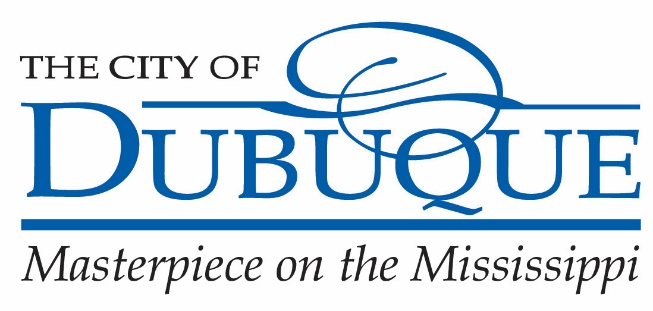 THE CITY OF
DUBUQUE
Masterpiece on the Mississippi